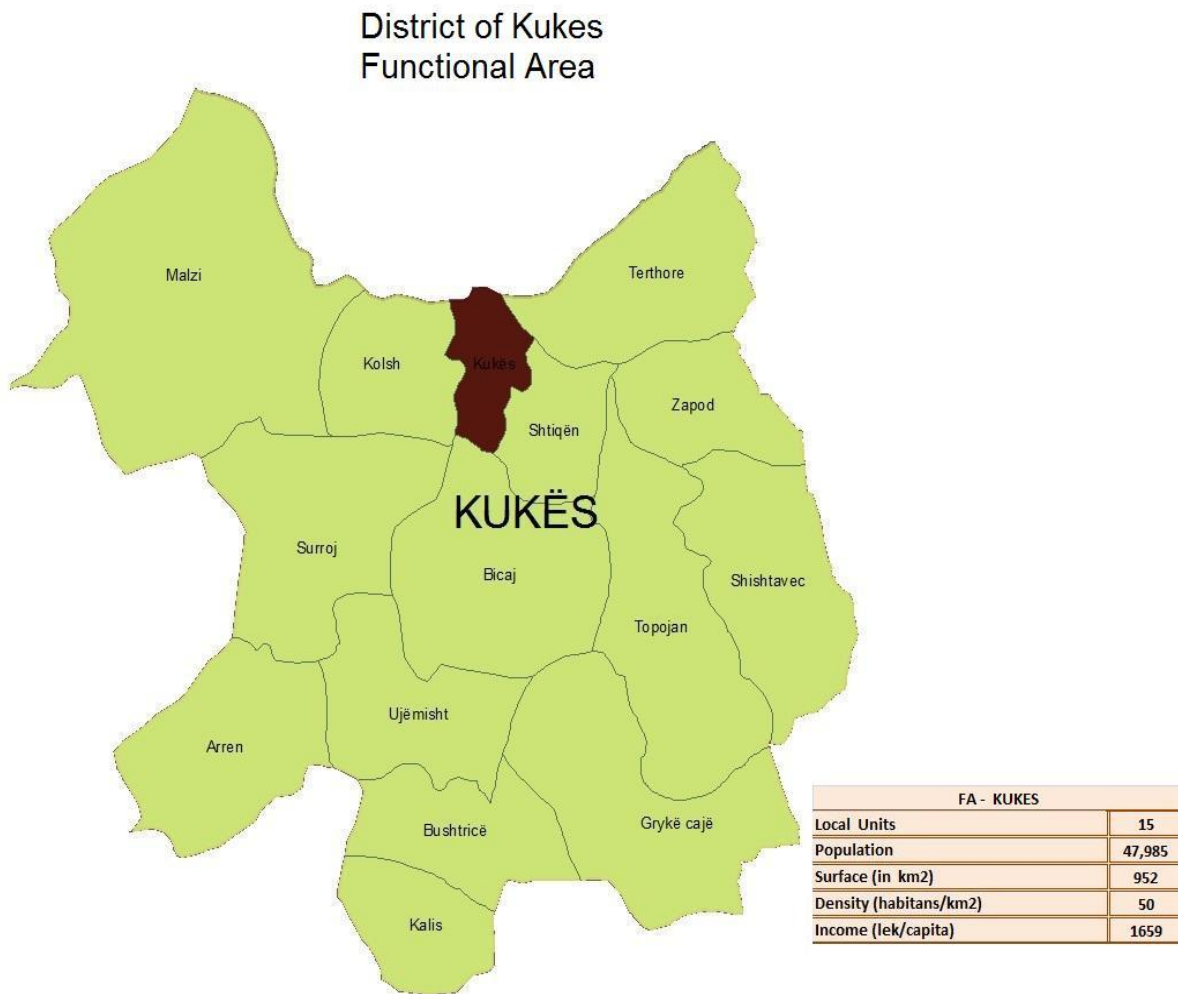 District of Kukes
Functional Area
Malzi
Terthore
Kolsh
Kukës
Zapod
Shtiqën
KUKËS
Surroj
Bicaj
Shishtavec
Topojan
Ujëmisht
Arren
Grykë cajë
Bushtricë
Kalis
FA - KUKES
Local Units 15
Population 47,985
Surface (in km2) 952
Density (habitans/km2) 50
Income (lek/capita) 1659